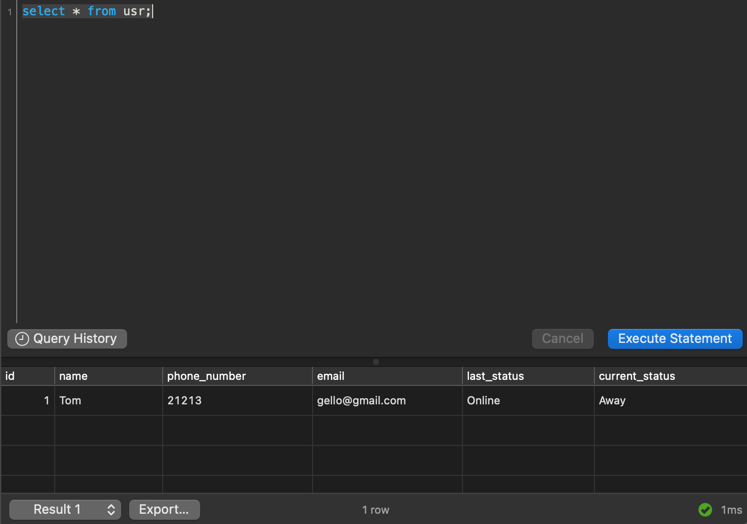 1 select * from usr;
Query History Cancel Execute Statement
id name phone_number email last_status current_status
1 Tom 21213 gello@gmail.com Online Away
Result 1 Export... 1 row 1ms